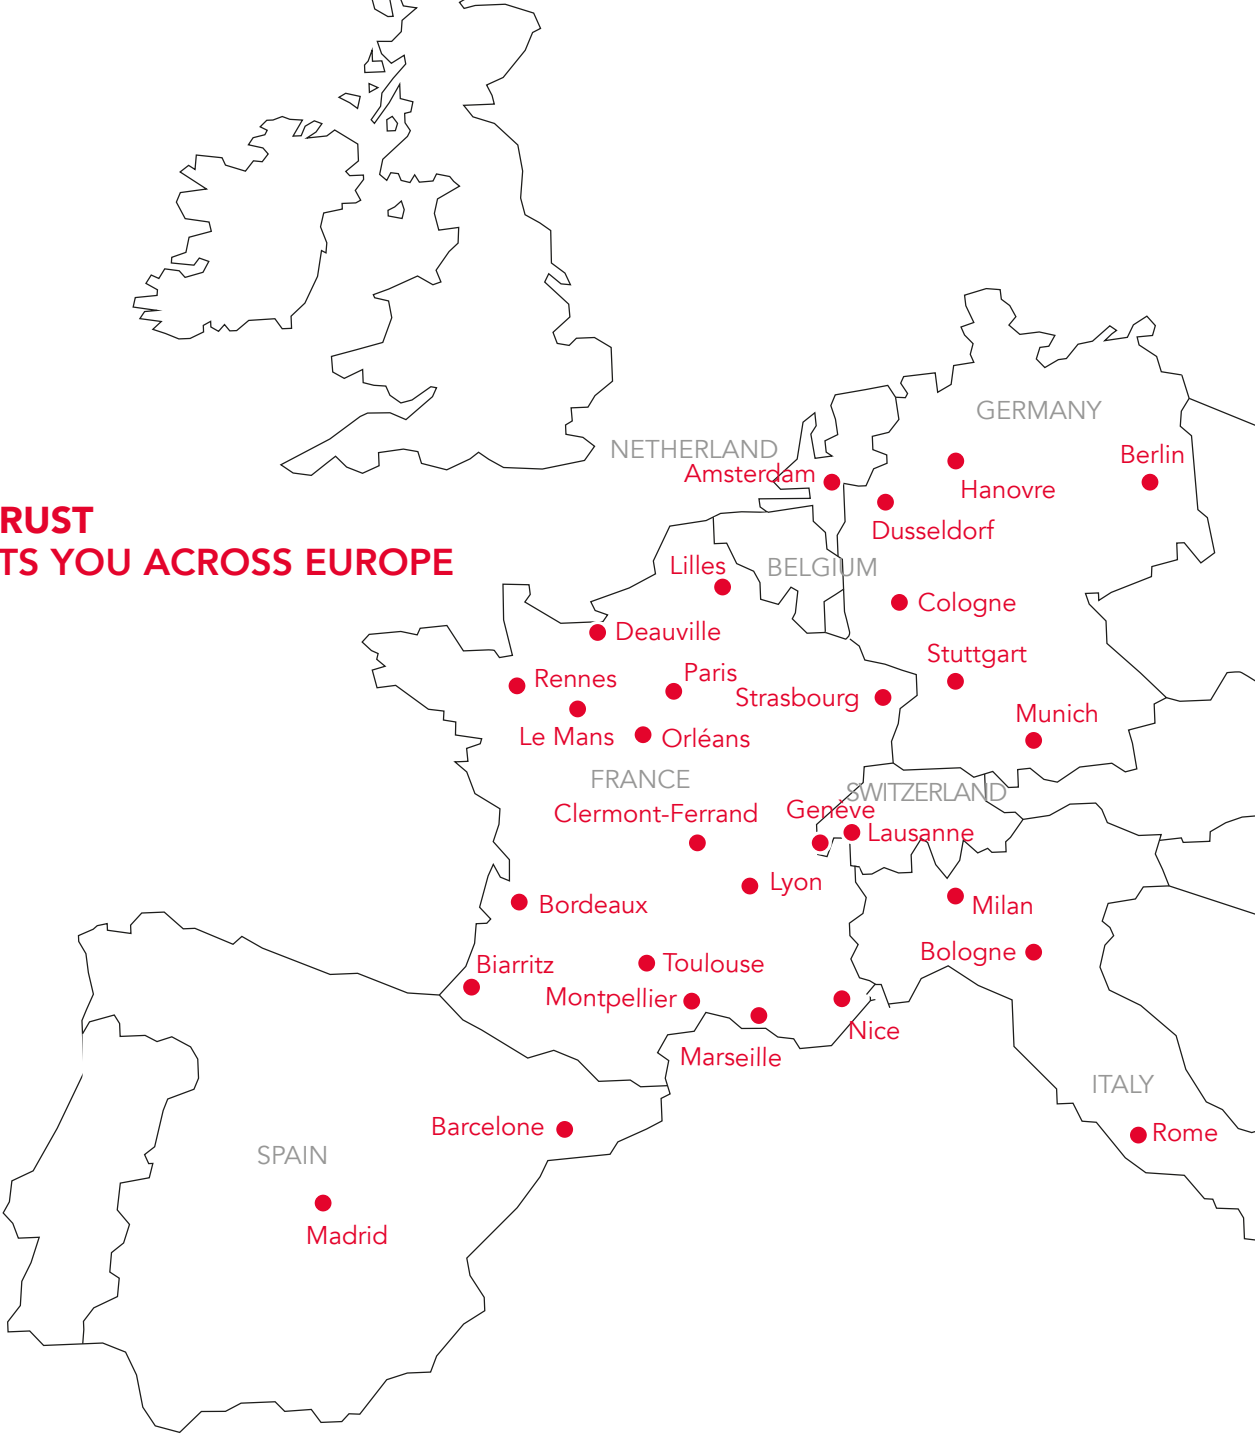 GERMANY
NETHERLAND
Amsterdam
Berlin
Hanovre
RUST
Dusseldorf
TS YOU ACROSS EUROPE
Lilles
BELGIUM
Cologne
Deauville
Stuttgart
Rennes
Paris
Strasbourg
Munich
Le Mans
Orléans
FRANCE
SWITZERLAND
Clermont-Ferrand
Genève
Lausanne
Lyon
Bordeaux
Milan
Bologne
Biarritz
Toulouse
Montpellier
Nice
Marseille
ITALY
Barcelone
Rome
SPAIN
Madrid